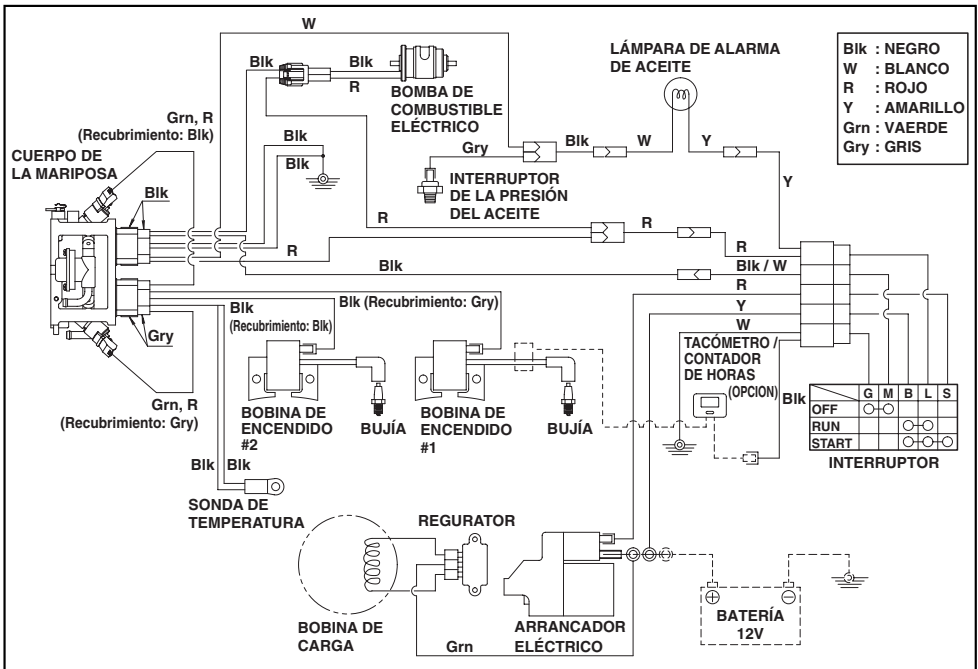 W
LÁMPARA DE ALARMA
DE ACEITE
Blk : NEGRO
W : BLANCO
R : ROJO
Y : AMARILLO
Grn : VAERDE
Gry : GRIS
Blk
Blk
R
BOMBA DE
COMBUSTIBLE
ELÉCTRICO
Grn, R
(Recubrimiento: Blk)
CUERPO DE
LA MARIPOSA
Blk
Blk
Blk
Gry
Blk
W
Y
Y
INTERRUPTOR
DE LA PRESIÓN
DEL ACEITE
R
R
R
R
Blk
Blk / W
R
Y
W
Blk (Recubrimiento: Gry)
Blk
(Recubrimiento: Blk)
Gry
Grn, R
(Recubrimiento: Gry)
BOBINA DE
ENCENDIDO
#2
BUJÍA
BOBINA DE
ENCENDIDO
#1
BUJÍA
TACÓMETRO /
CONTADOR
DE HORAS
(OPCION)
Blk
G M B L S
OFF
RUN
START
INTERRUPTOR
Blk Blk
SONDA DE
TEMPERATURA
REGURATOR
BOBINA DE
CARGA
Grn
ARRANCADOR
ELÉCTRICO
BATERÍA
12V